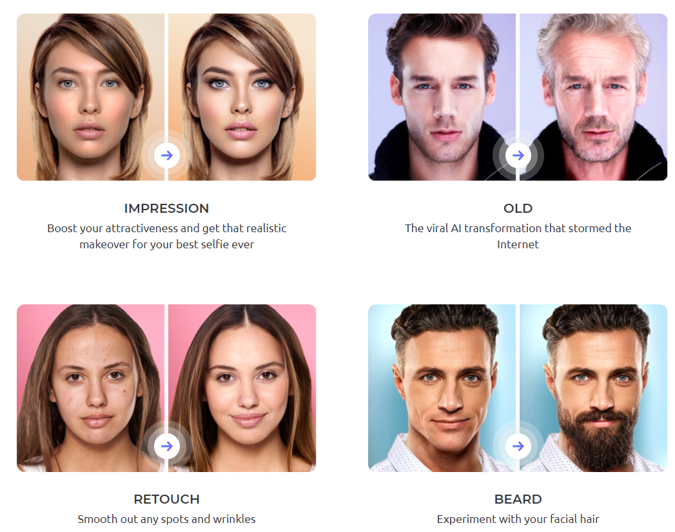 IMPRESSION
Boost your attractiveness and get that realistic
makeover for your best selfie ever
OLD
The viral AI transformation that stormed the
Internet
RETOUCH
Smooth out any spots and wrinkles
BEARD
Experiment with your facial hair